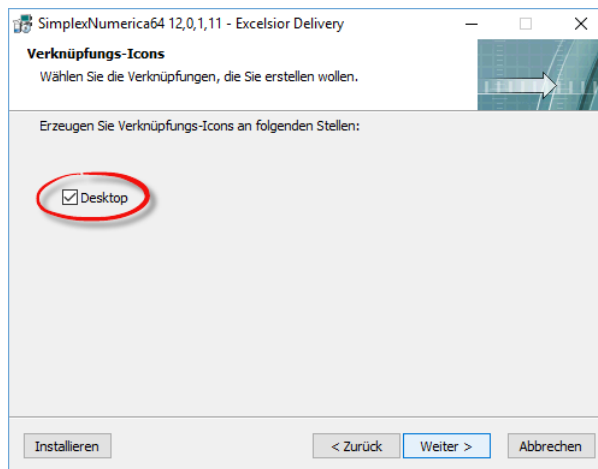 SimplexNumerica64 12,0,1,11 - Excelsior Delivery
Verknüpfungs-Icons
Wählen Sie die Verknüpfungen, die Sie erstellen wollen.
Erzeugen Sie Verknüpfungs-Icons an folgenden Stellen:
Desktop
Installieren
< Zurück
Weiter >
Abbrechen